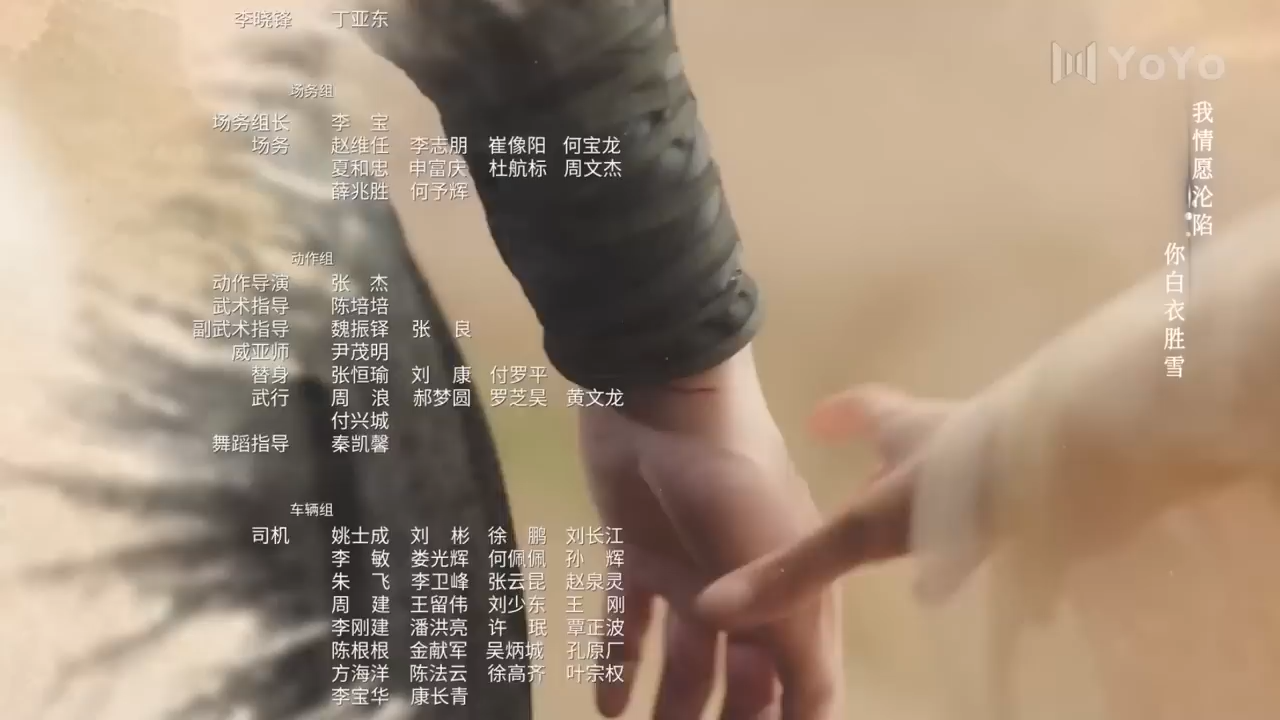 李晓锋 丁亚东
场务组
场务组长 李宝
场务 赵维任 李志朋 崔像阳 何宝龙
夏和忠 申富庆 杜航标 周文杰
薛兆胜 何予辉
动作组
动作导演 张杰
武术指导 陈培培
副武术指导 魏振铎 张良
威亚师 尹茂明
替身 张恒瑜 刘康 付罗平
武行 周浪 郝梦圆 罗芝昊 黄文龙
付兴城
舞蹈指导 秦凯馨
车辆组
司机 姚士成 刘彬 徐鹏 刘长江
李敏 娄光辉 何佩佩 孙辉
朱飞 李卫峰 张云昆 赵泉灵
周建 王留伟 刘少东 王刚
李刚建 潘洪亮 许珉 覃正波
陈根根 金献军 吴炳城 孔原厂
方海洋 陈法云 徐高齐 叶宗权
李宝华 康长青
YoYo
我情愿沦陷
你白衣胜雪